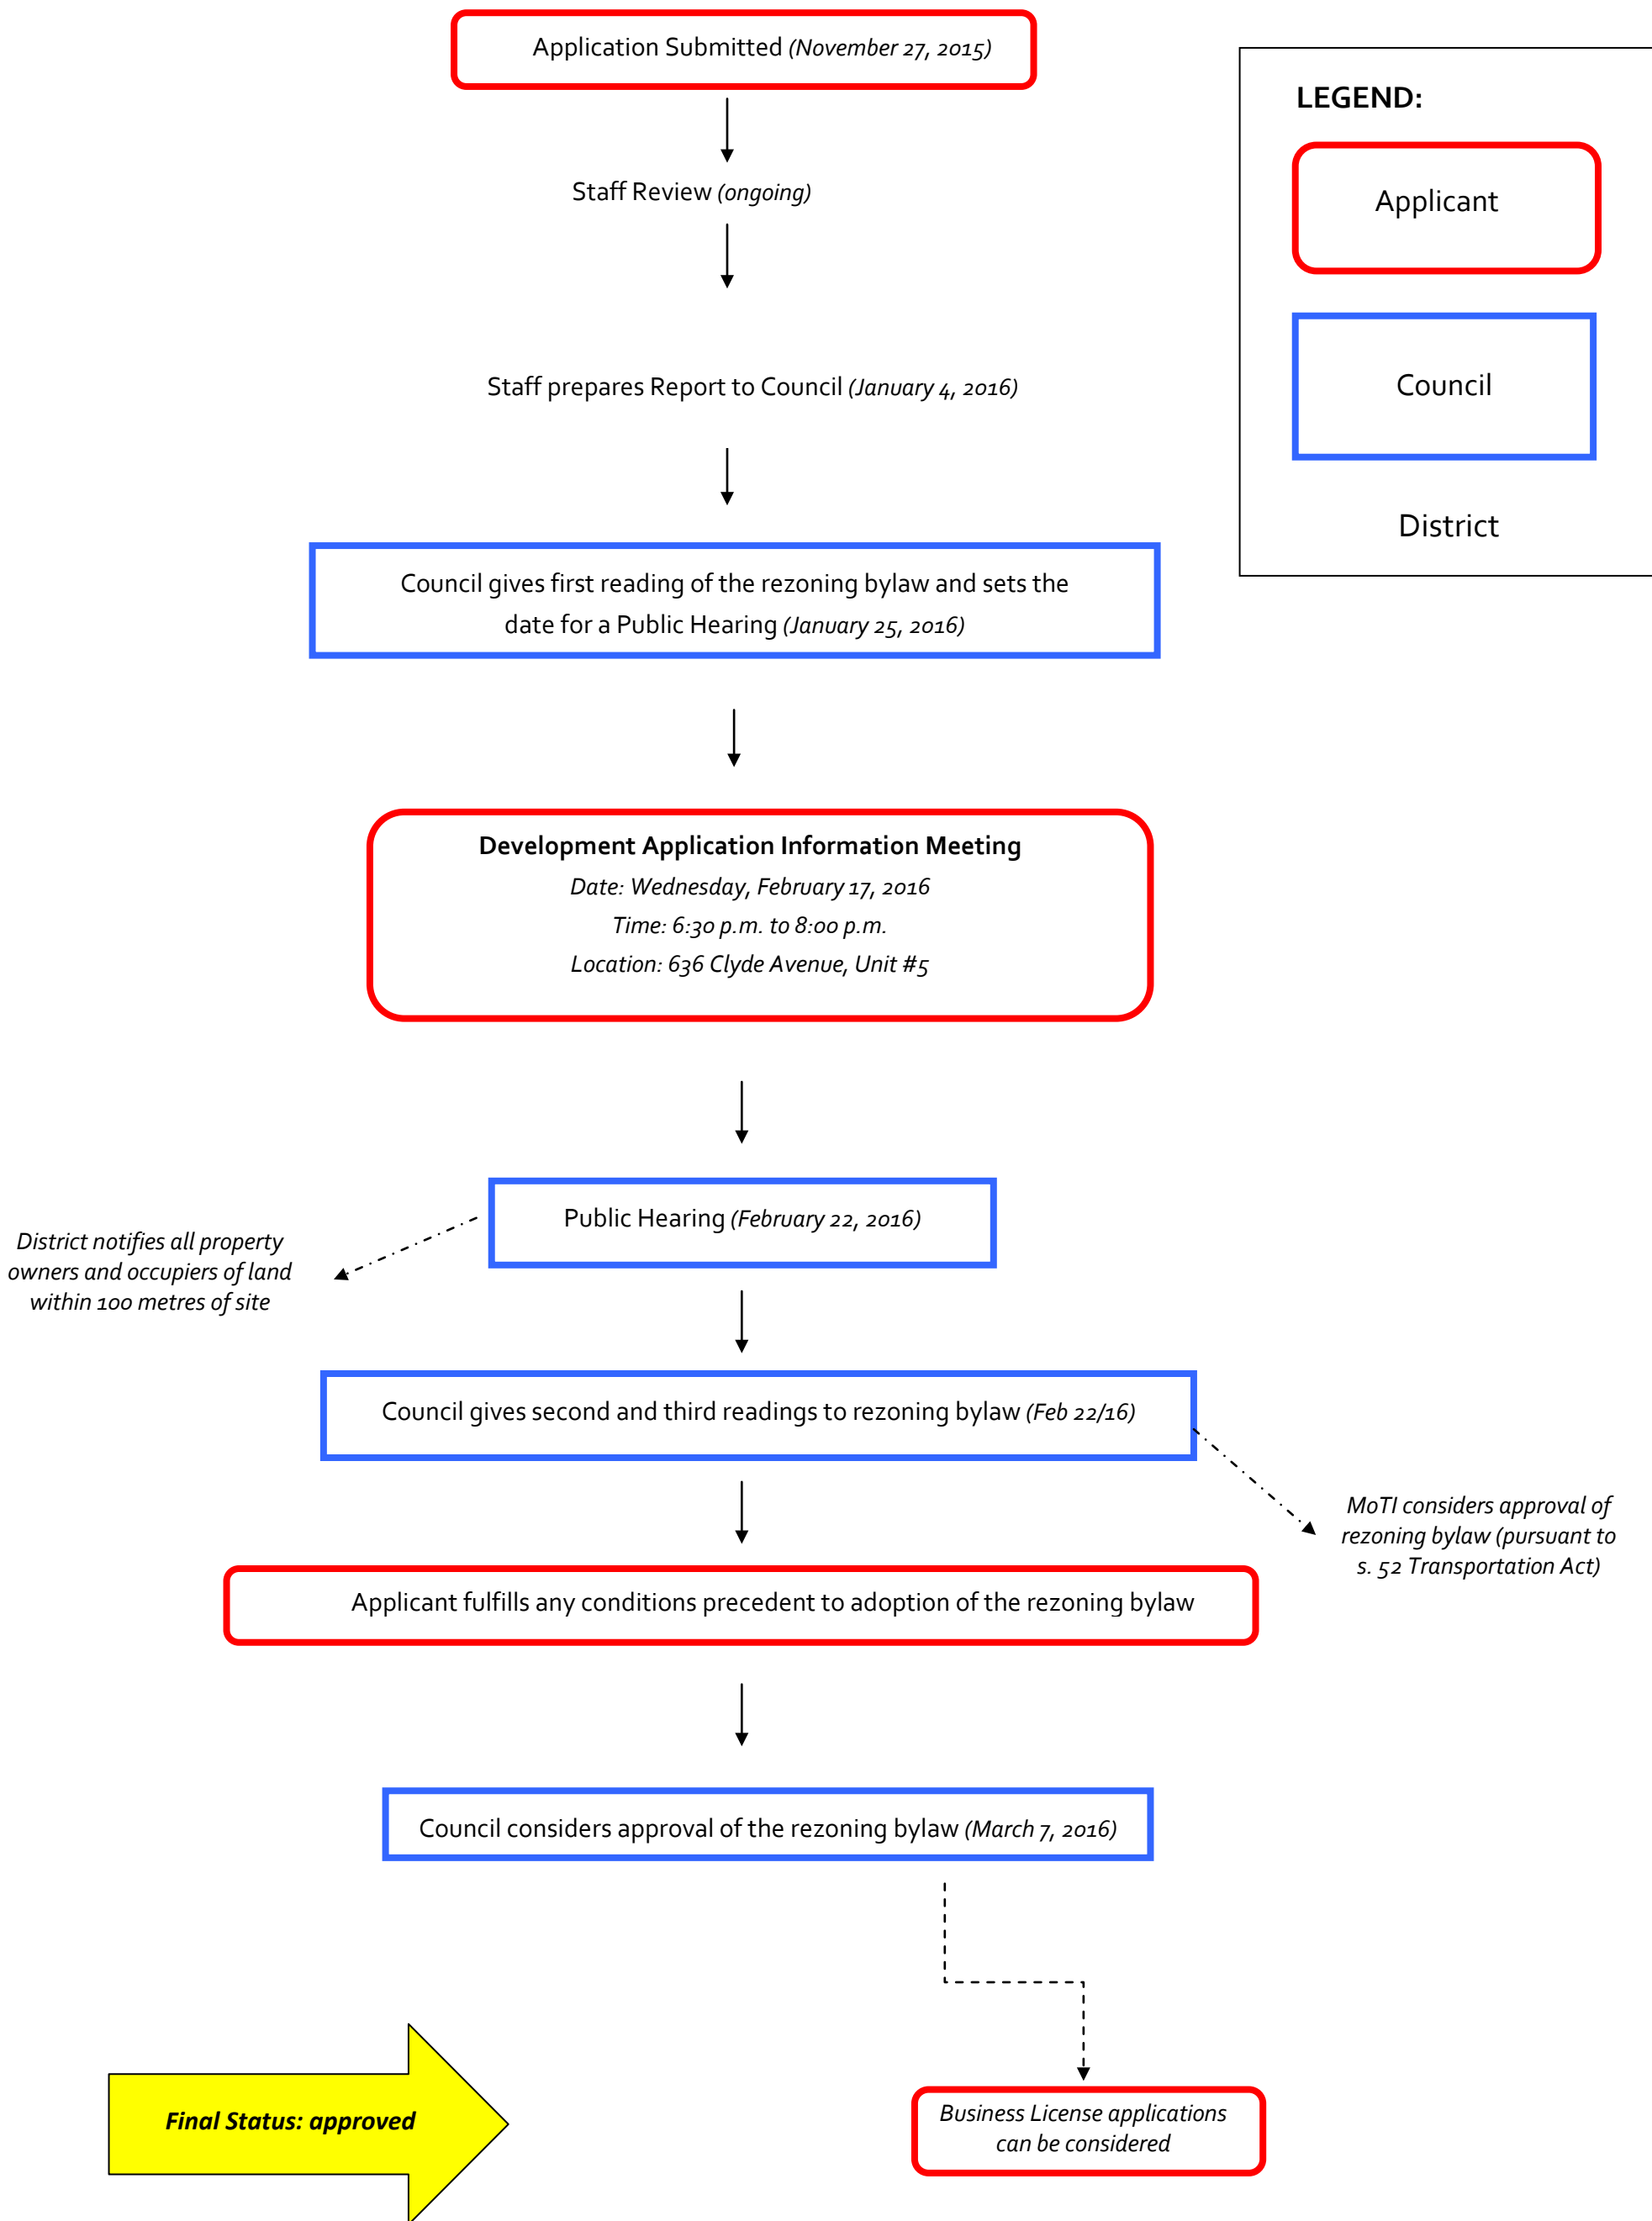 Application Submitted (November 27, 2015)
LEGEND:
Applicant
Council
District
Staff Review (ongoing)
Staff prepares Report to Council (January 4, 2016)
Council gives first reading of the rezoning bylaw and sets the
date for a Public Hearing (January 25, 2016)
Development Application Information Meeting
Date: Wednesday, February 17, 2016
Time: 6:30 p.m. to 8:00 p.m.
Location: 636 Clyde Avenue, Unit #5
Public Hearing (February 22, 2016)
District notifies all property
owners and occupiers of land
within 100 metres of site
Council gives second and third readings to rezoning bylaw (Feb 22/16)
MoTI considers approval of
rezoning bylaw (pursuant to
s. 52 Transportation Act)
Applicant fulfills any conditions precedent to adoption of the rezoning bylaw
Council considers approval of the rezoning bylaw (March 7, 2016)
Final Status: approved
Business License applications
can be considered